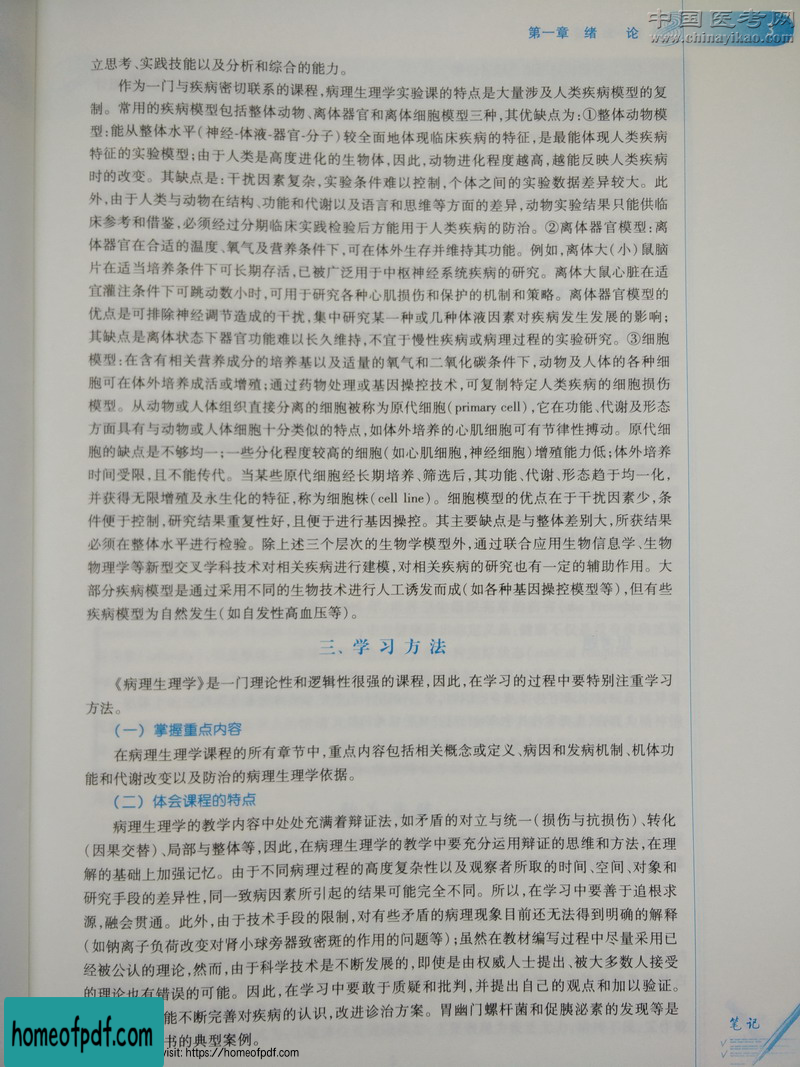 第一章 绪 论
中国医考网
www.chinayikao.com
立思考、实践技能以及分析和综合的能力。
作为一门与疾病密切联系的课程,病理生理学实验课的特点是大量涉及人类疾病模型的复
制。常用的疾病模型包括整体动物、离体器官和离体细胞模型三种,其优缺点为:①整体动物模
型:能从整体水平(神经-体液-器官-分子)较全面地体现临床疾病的特征,是最能体现人类疾病
特征的实验模型;由于人类是高度进化的生物体,因此,动物进化程度越高,越能反映人类疾病
时的改变。其缺点是:干扰因素复杂,实验条件难以控制,个体之间的实验数据差异较大。此
外,由于人类与动物在结构、功能和代谢以及语言和思维等方面的差异,动物实验结果只能供临
床参考和借鉴,必须经过分期临床实践检验后方能用于人类疾病的防治。②离体器官模型:离
体器官在合适的温度、氧气及营养条件下,可在体外生存并维持其功能。例如,离体大(小)鼠脑
片在适当培养条件下可长期存活,已被广泛用于中枢神经系统疾病的研究。离体大鼠心脏在适
宜灌注条件下可跳动数小时,可用于研究各种心肌损伤和保护的机制和策略。离体器官模型的
优点是可排除神经调节造成的干扰,集中研究某一种或几种体液因素对疾病发生发展的影响;
其缺点是离体状态下器官功能难以长久维持,不宜于慢性疾病或病理过程的实验研究。③细胞
模型:在含有相关营养成分的培养基以及适量的氧气和二氧化碳条件下,动物及人体的各种细
胞可在体外培养成活或增殖;通过药物处理或基因操控技术,可复制特定人类疾病的细胞损伤
模型。从动物或人体组织直接分离的细胞被称为原代细胞(primary cell),它在功能、代谢及形态
方面具有与动物或人体细胞十分类似的特点,如体外培养的心肌细胞可有节律性搏动。原代细
胞的缺点是不够均一;一些分化程度较高的细胞(如心肌细胞,神经细胞)增殖能力低;体外培养
时间受限,且不能传代。当某些原代细胞经长期培养、筛选后,其功能、代谢、形态趋于均一化,
并获得无限增殖及永生化的特征,称为细胞株(cell line)。细胞模型的优点在于干扰因素少,条
件便于控制,研究结果重复性好,且便于进行基因操控。其主要缺点是与整体差别大,所获结果
必须在整体水平进行检验。除上述三个层次的生物学模型外,通过联合应用生物信息学、生物
物理学等新型交叉学科技术对相关疾病进行建模,对相关疾病的研究也有一定的辅助作用。大
部分疾病模型是通过采用不同的生物技术进行人工诱发而成(如各种基因操控模型等),但有些
疾病模型为自然发生(如自发性高血压等)。
三、学习方法
《病理生理学》是一门理论性和逻辑性很强的课程,因此,在学习的过程中要特别注重学习
方法。
(一)掌握重点内容
在病理生理学课程的所有章节中,重点内容包括相关概念或定义、病因和发病机制、机体功
能和代谢改变以及防治的病理生理学依据。
(二)体会课程的特点
病理生理学的教学内容中处处充满着辩证法,如矛盾的对立与统一(损伤与抗损伤)、转化
(因果交替)、局部与整体等,因此,在病理生理学的教学中要充分运用辩证的思维和方法,在理
解的基础上加强记忆。由于不同病理过程的高度复杂性以及观察者所取的时间、空间、对象和
研究手段的差异性,同一致病因素所引起的结果可能完全不同。所以,在学习中要善于追根求
源,融会贯通。此外,由于技术手段的限制,对有些矛盾的病理现象目前还无法得到明确的解释
(如钠离子负荷改变对肾小球旁器致密斑的作用的问题等);虽然在教材编写过程中尽量采用已
经被公认的理论,然而,由于科学技术是不断发展的,即使是由权威人士提出、被大多数人接受
的理论也有错误的可能。因此,在学习中要敢于质疑和批判,并提出自己的观点和加以验证。
能不断完善对疾病的认识,改进诊治方案。胃幽门螺杆菌和促胰泌素的发现等是
书的典型案例。
homeofpdf.com
visit: https://homeofpdf.com
笔记